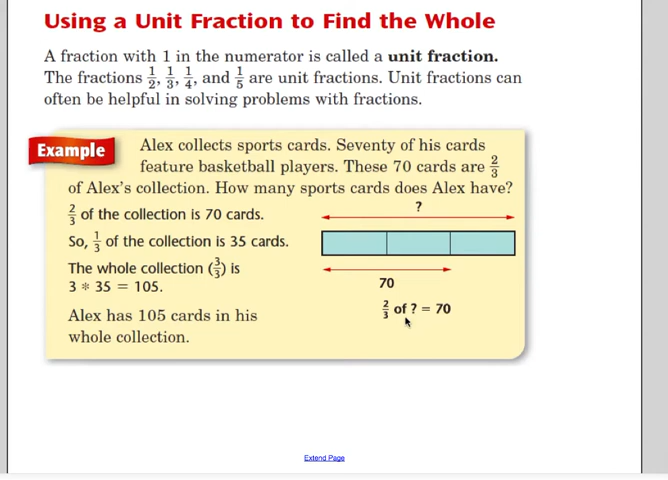 Using a Unit Fraction to Find the Whole
A fraction with 1 in the numerator is called a unit fraction.
The fractions 1/2, 1/3, 1/4, and 1/5 are unit fractions. Unit fractions can
often be helpful in solving problems with fractions.
Example
Alex collects sports cards. Seventy of his cards
feature basketball players. These 70 cards are 2/3
of Alex's collection. How many sports cards does Alex have?
2/3 of the collection is 70 cards.
So, 1/3 of the collection is 35 cards.
The whole collection (3/3) is
3 * 35 = 105.
Alex has 105 cards in his
whole collection.
?
70
2/3 of ? = 70
Extend Page